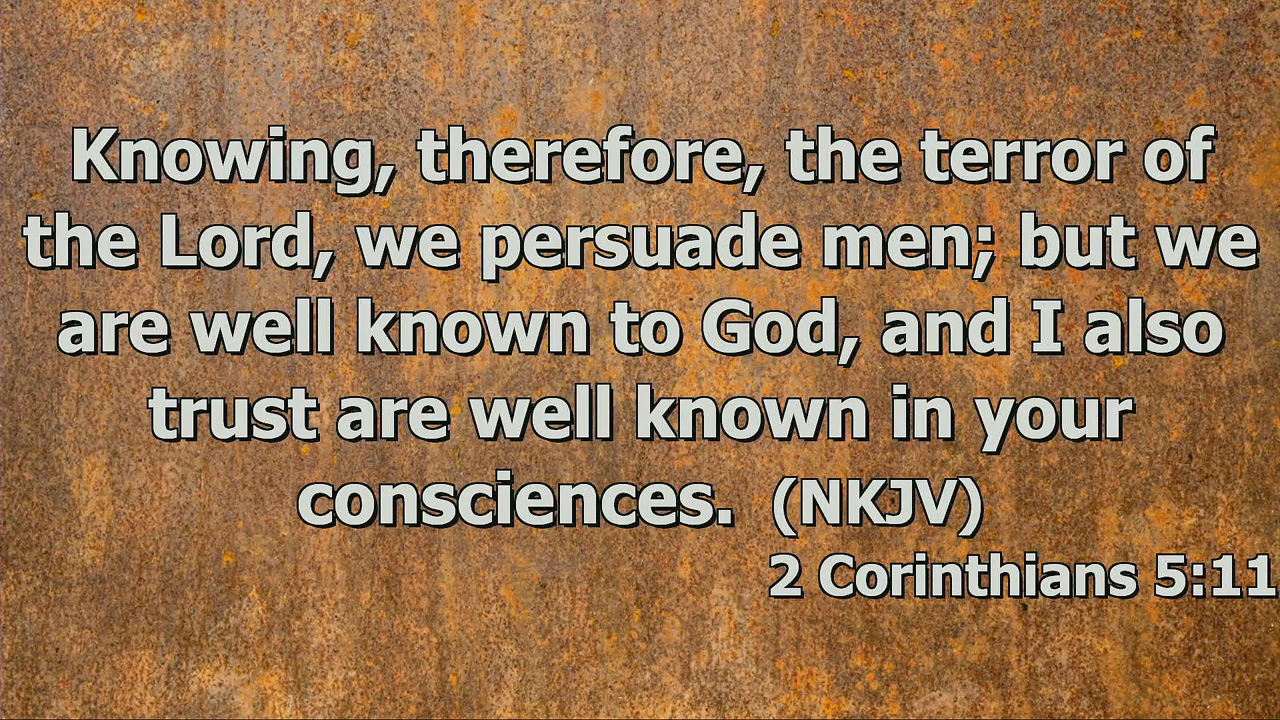 Knowing, therefore, the terror of
the Lord, we persuade men; but we
are well known to God, and I also
trust are well known in your
consciences. (NKJV)
2 Corinthians 5:11